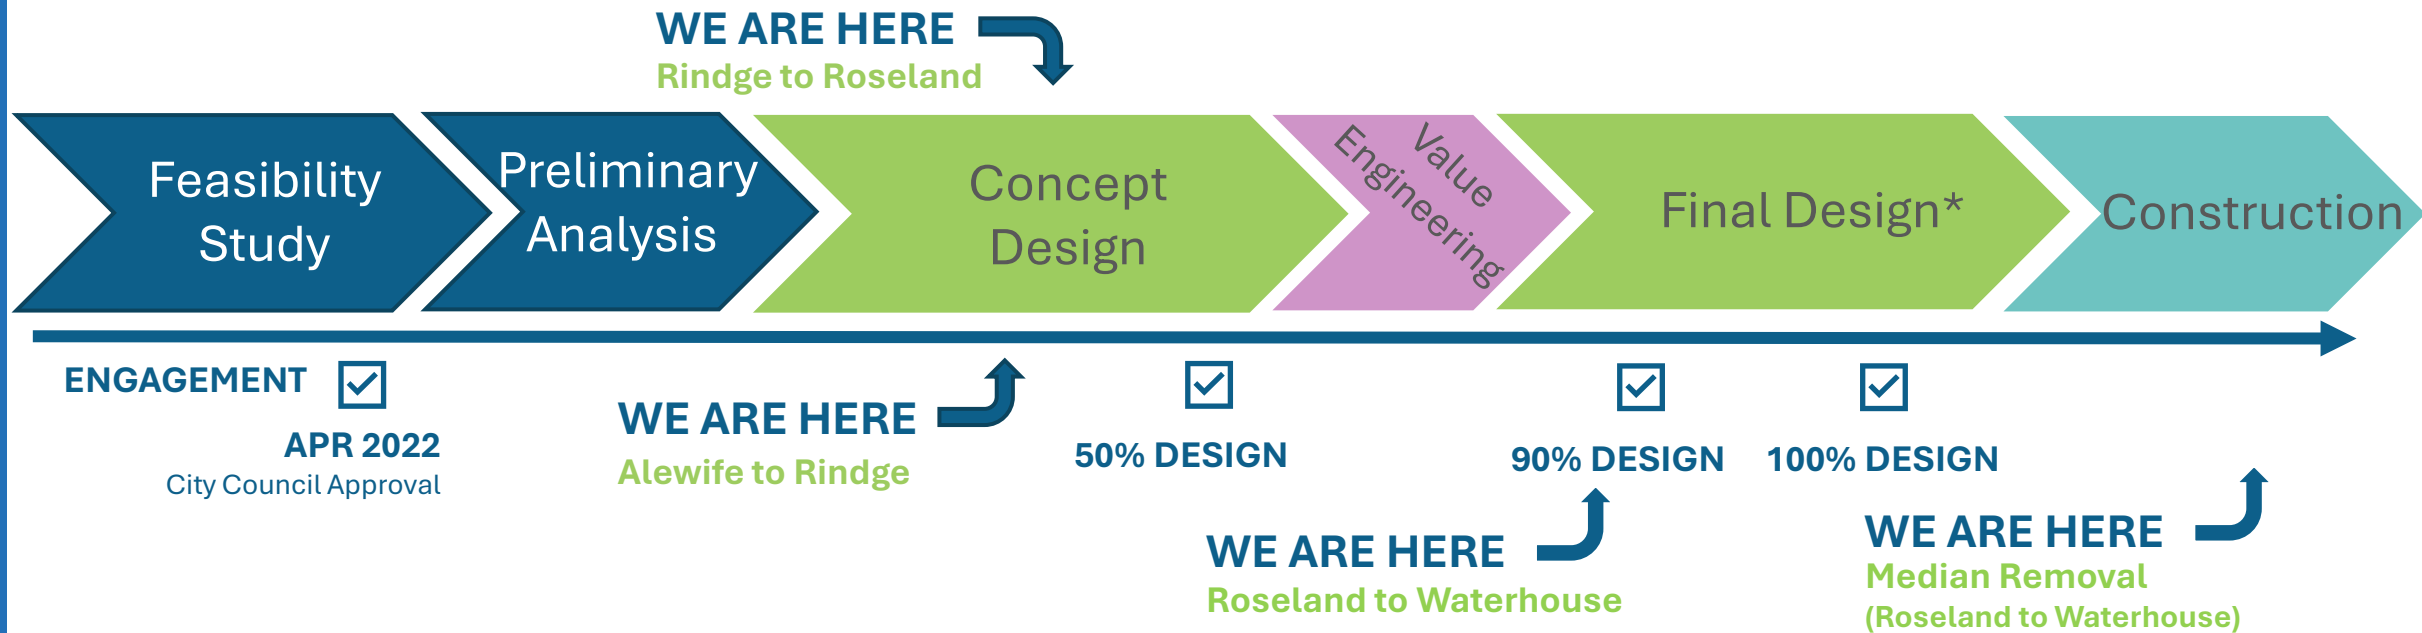 WE ARE HERE
Rindge to Roseland
Feasibility
Study
Preliminary
Analysis
Concept
Design
Value
Engineering
Final Design*
Construction
ENGAGEMENT
APR 2022
City Council Approval
WE ARE HERE
Alewife to Rindge
50% DESIGN
90% DESIGN
100% DESIGN
WE ARE HERE
Roseland to Waterhouse
WE ARE HERE
Median Removal
(Roseland to Waterhouse)